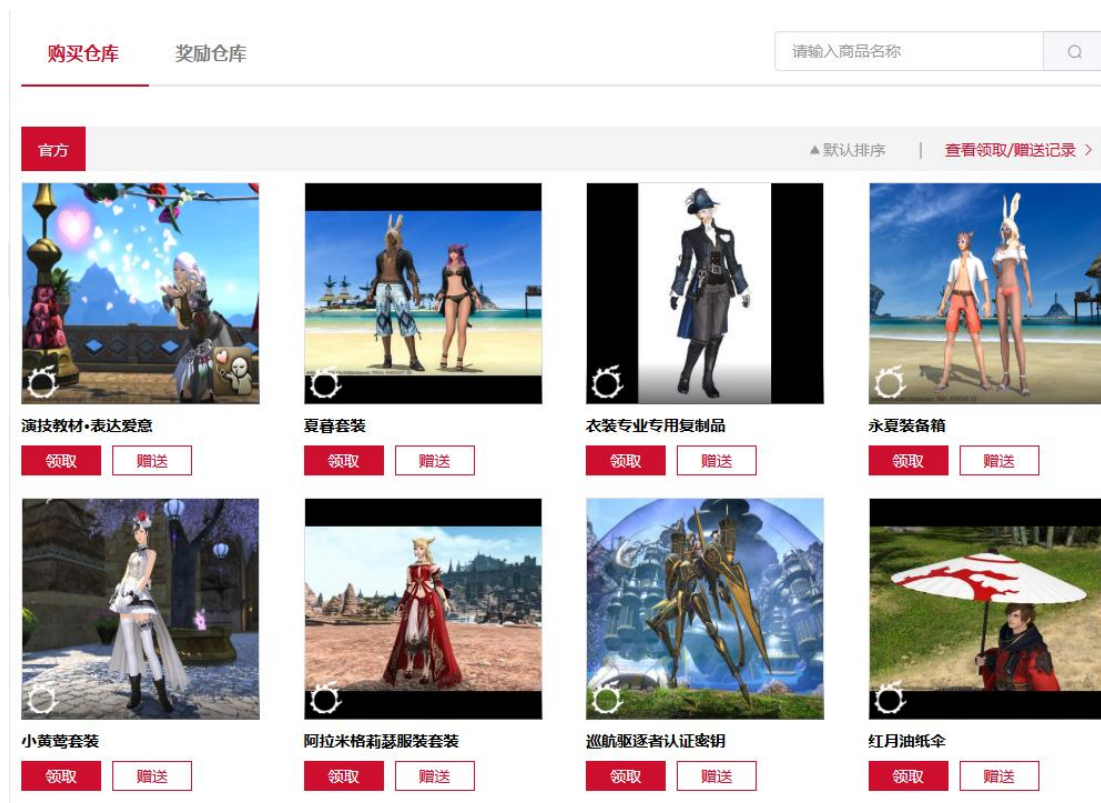 购买仓库 奖励仓库 请输入商品名称
官方 ▲默认排序 | 查看领取/赠送记录 >
演技教材•表达爱意 夏暮套装 衣装专业专用复制品 永夏装备箱
领取 赠送 领取 赠送 领取 赠送 领取 赠送
小黄莺套装 阿拉米格莉瑟服装套装 巡航驱逐者认证密钥 红月油纸伞
领取 赠送 领取 赠送 领取 赠送 领取 赠送